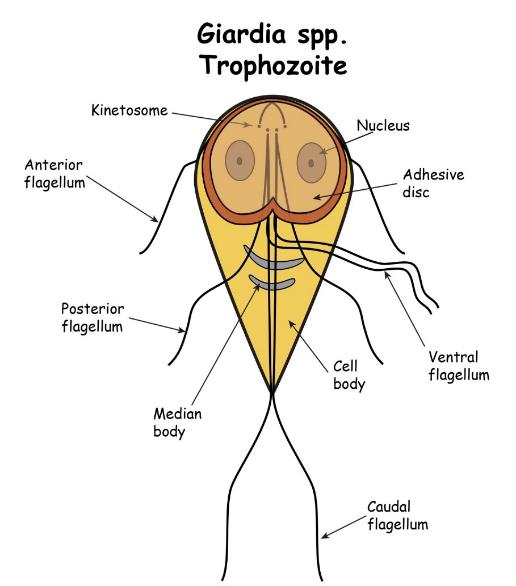 Giardia spp.
Trophozoite
Kinetosome
Nucleus
Anterior
flagellum
Adhesive
disc
Posterior
flagellum
Ventral
flagellum
Cell
body
Median
body
Caudal
flagellum